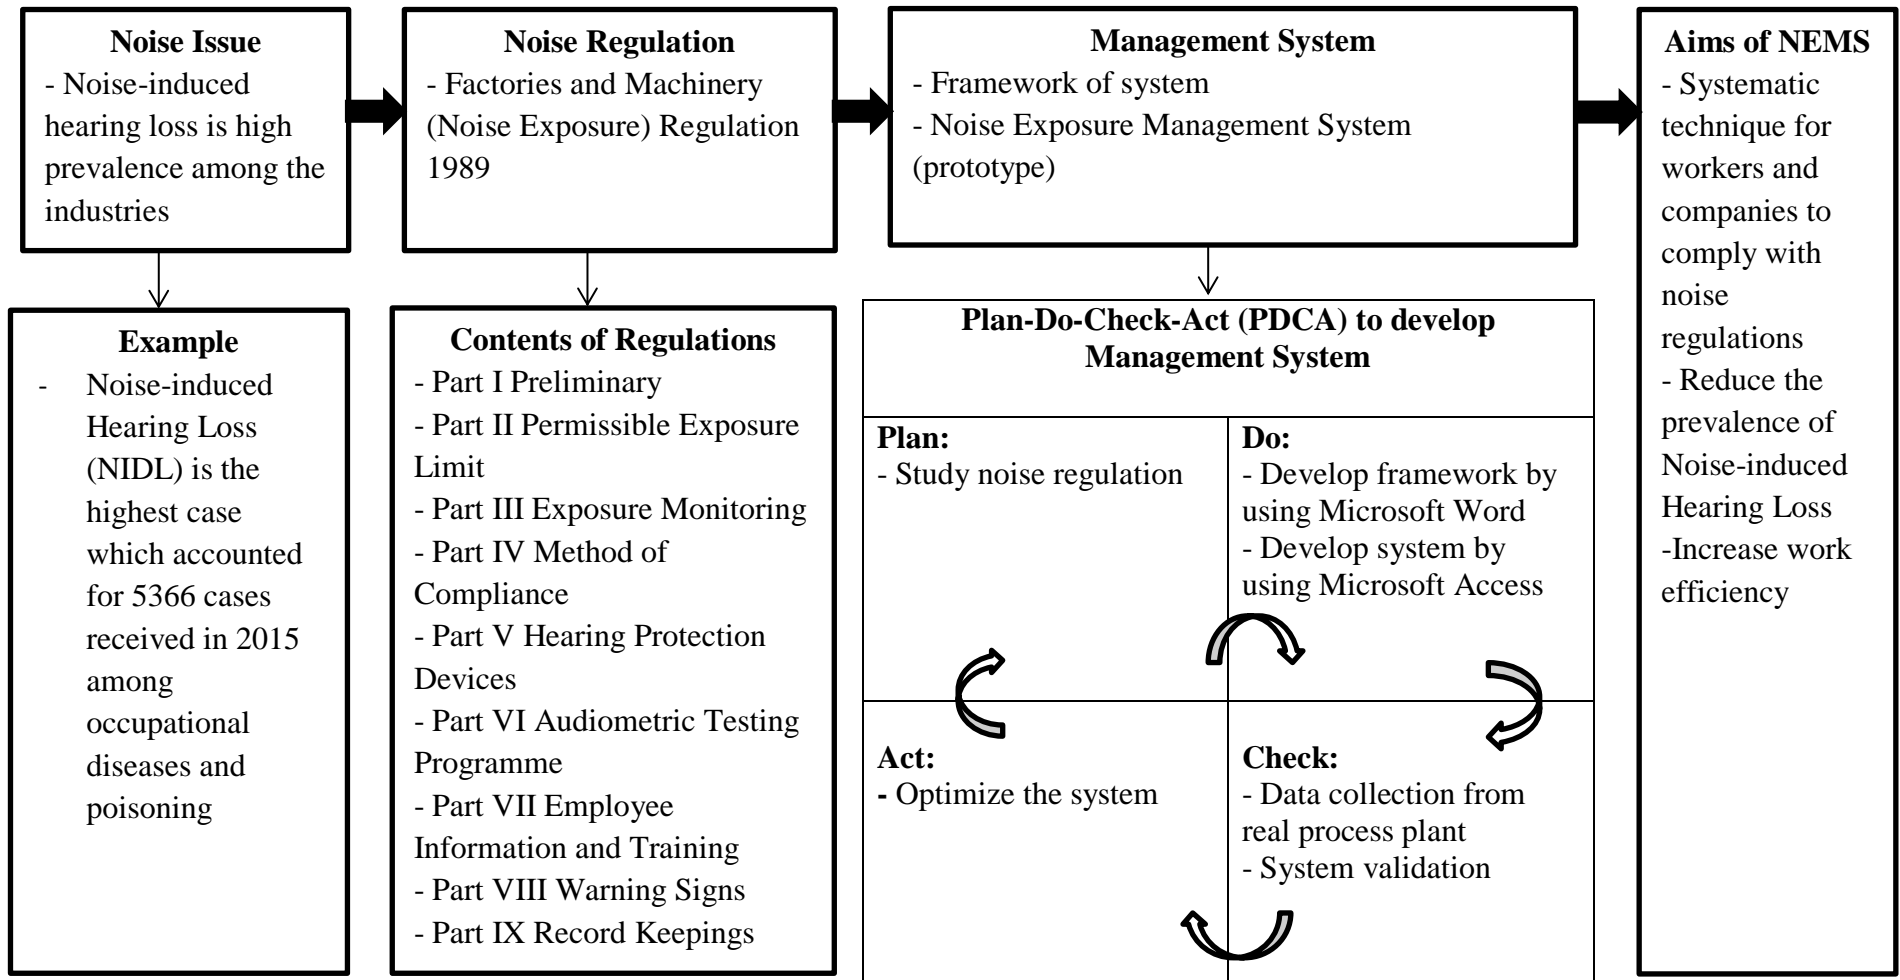 Noise Issue
- Noise-induced
hearing loss is high
prevalence among the
industries
Noise Regulation
- Factories and Machinery
(Noise Exposure) Regulation
1989
Management System
- Framework of system
- Noise Exposure Management System
(prototype)
Aims of NEMS
- Systematic
technique for
workers and
companies to
comply with
noise
regulations
- Reduce the
prevalence of
Noise-induced
Hearing Loss
-Increase work
efficiency
Example
- Noise-induced
Hearing Loss
(NIDL) is the
highest case
which accounted
for 5366 cases
received in 2015
among
occupational
diseases and
poisoning
Contents of Regulations
- Part I Preliminary
- Part II Permissible Exposure
Limit
- Part III Exposure Monitoring
- Part IV Method of
Compliance
- Part V Hearing Protection
Devices
- Part VI Audiometric Testing
Programme
- Part VII Employee
Information and Training
- Part VIII Warning Signs
- Part IX Record Keepings
Plan-Do-Check-Act (PDCA) to develop
Management System
Plan:
- Study noise regulation
Do:
- Develop framework by
using Microsoft Word
- Develop system by
using Microsoft Access
Act:
- Optimize the system
Check:
- Data collection from
real process plant
- System validation